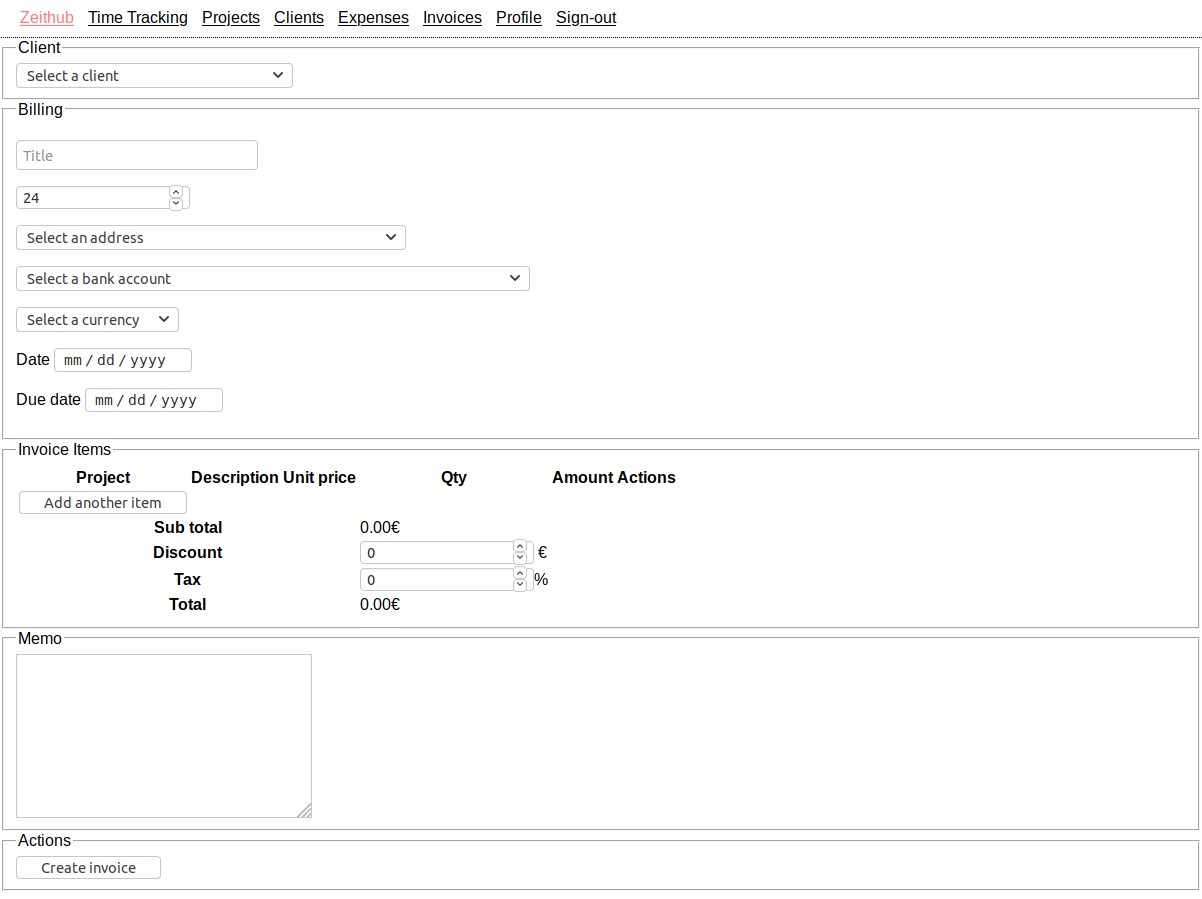 Zeithub Time Tracking Projects Clients Expenses Invoices Profile Sign-out
Client
Select a client
Billing
Title
24
Select an address
Select a bank account
Select a currency
Date mm / dd / yyyy
Due date mm / dd / yyyy
Invoice Items
Project Description Unit price Qty Amount Actions
Add another item
Sub total 0.00€
Discount 0 €
Tax 0 %
Total 0.00€
Memo
Actions
Create invoice